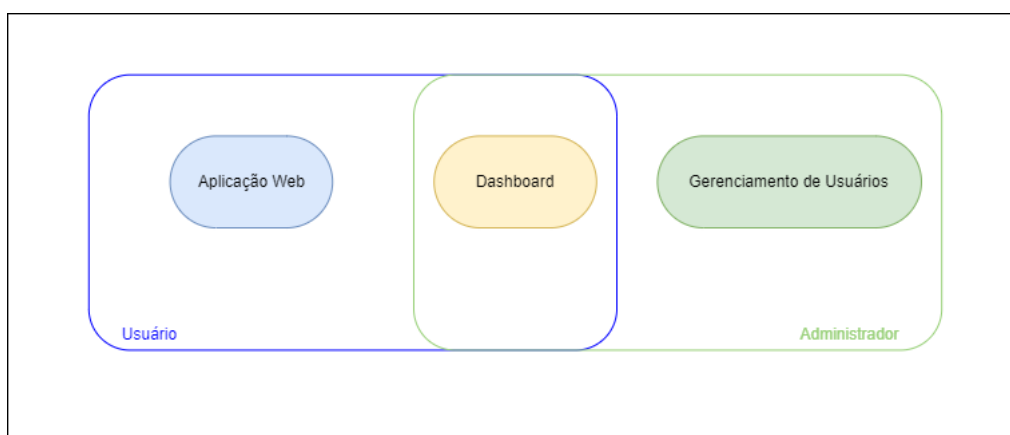 Aplicação Web
Dashboard
Gerenciamento de Usuários
Usuário
Administrador